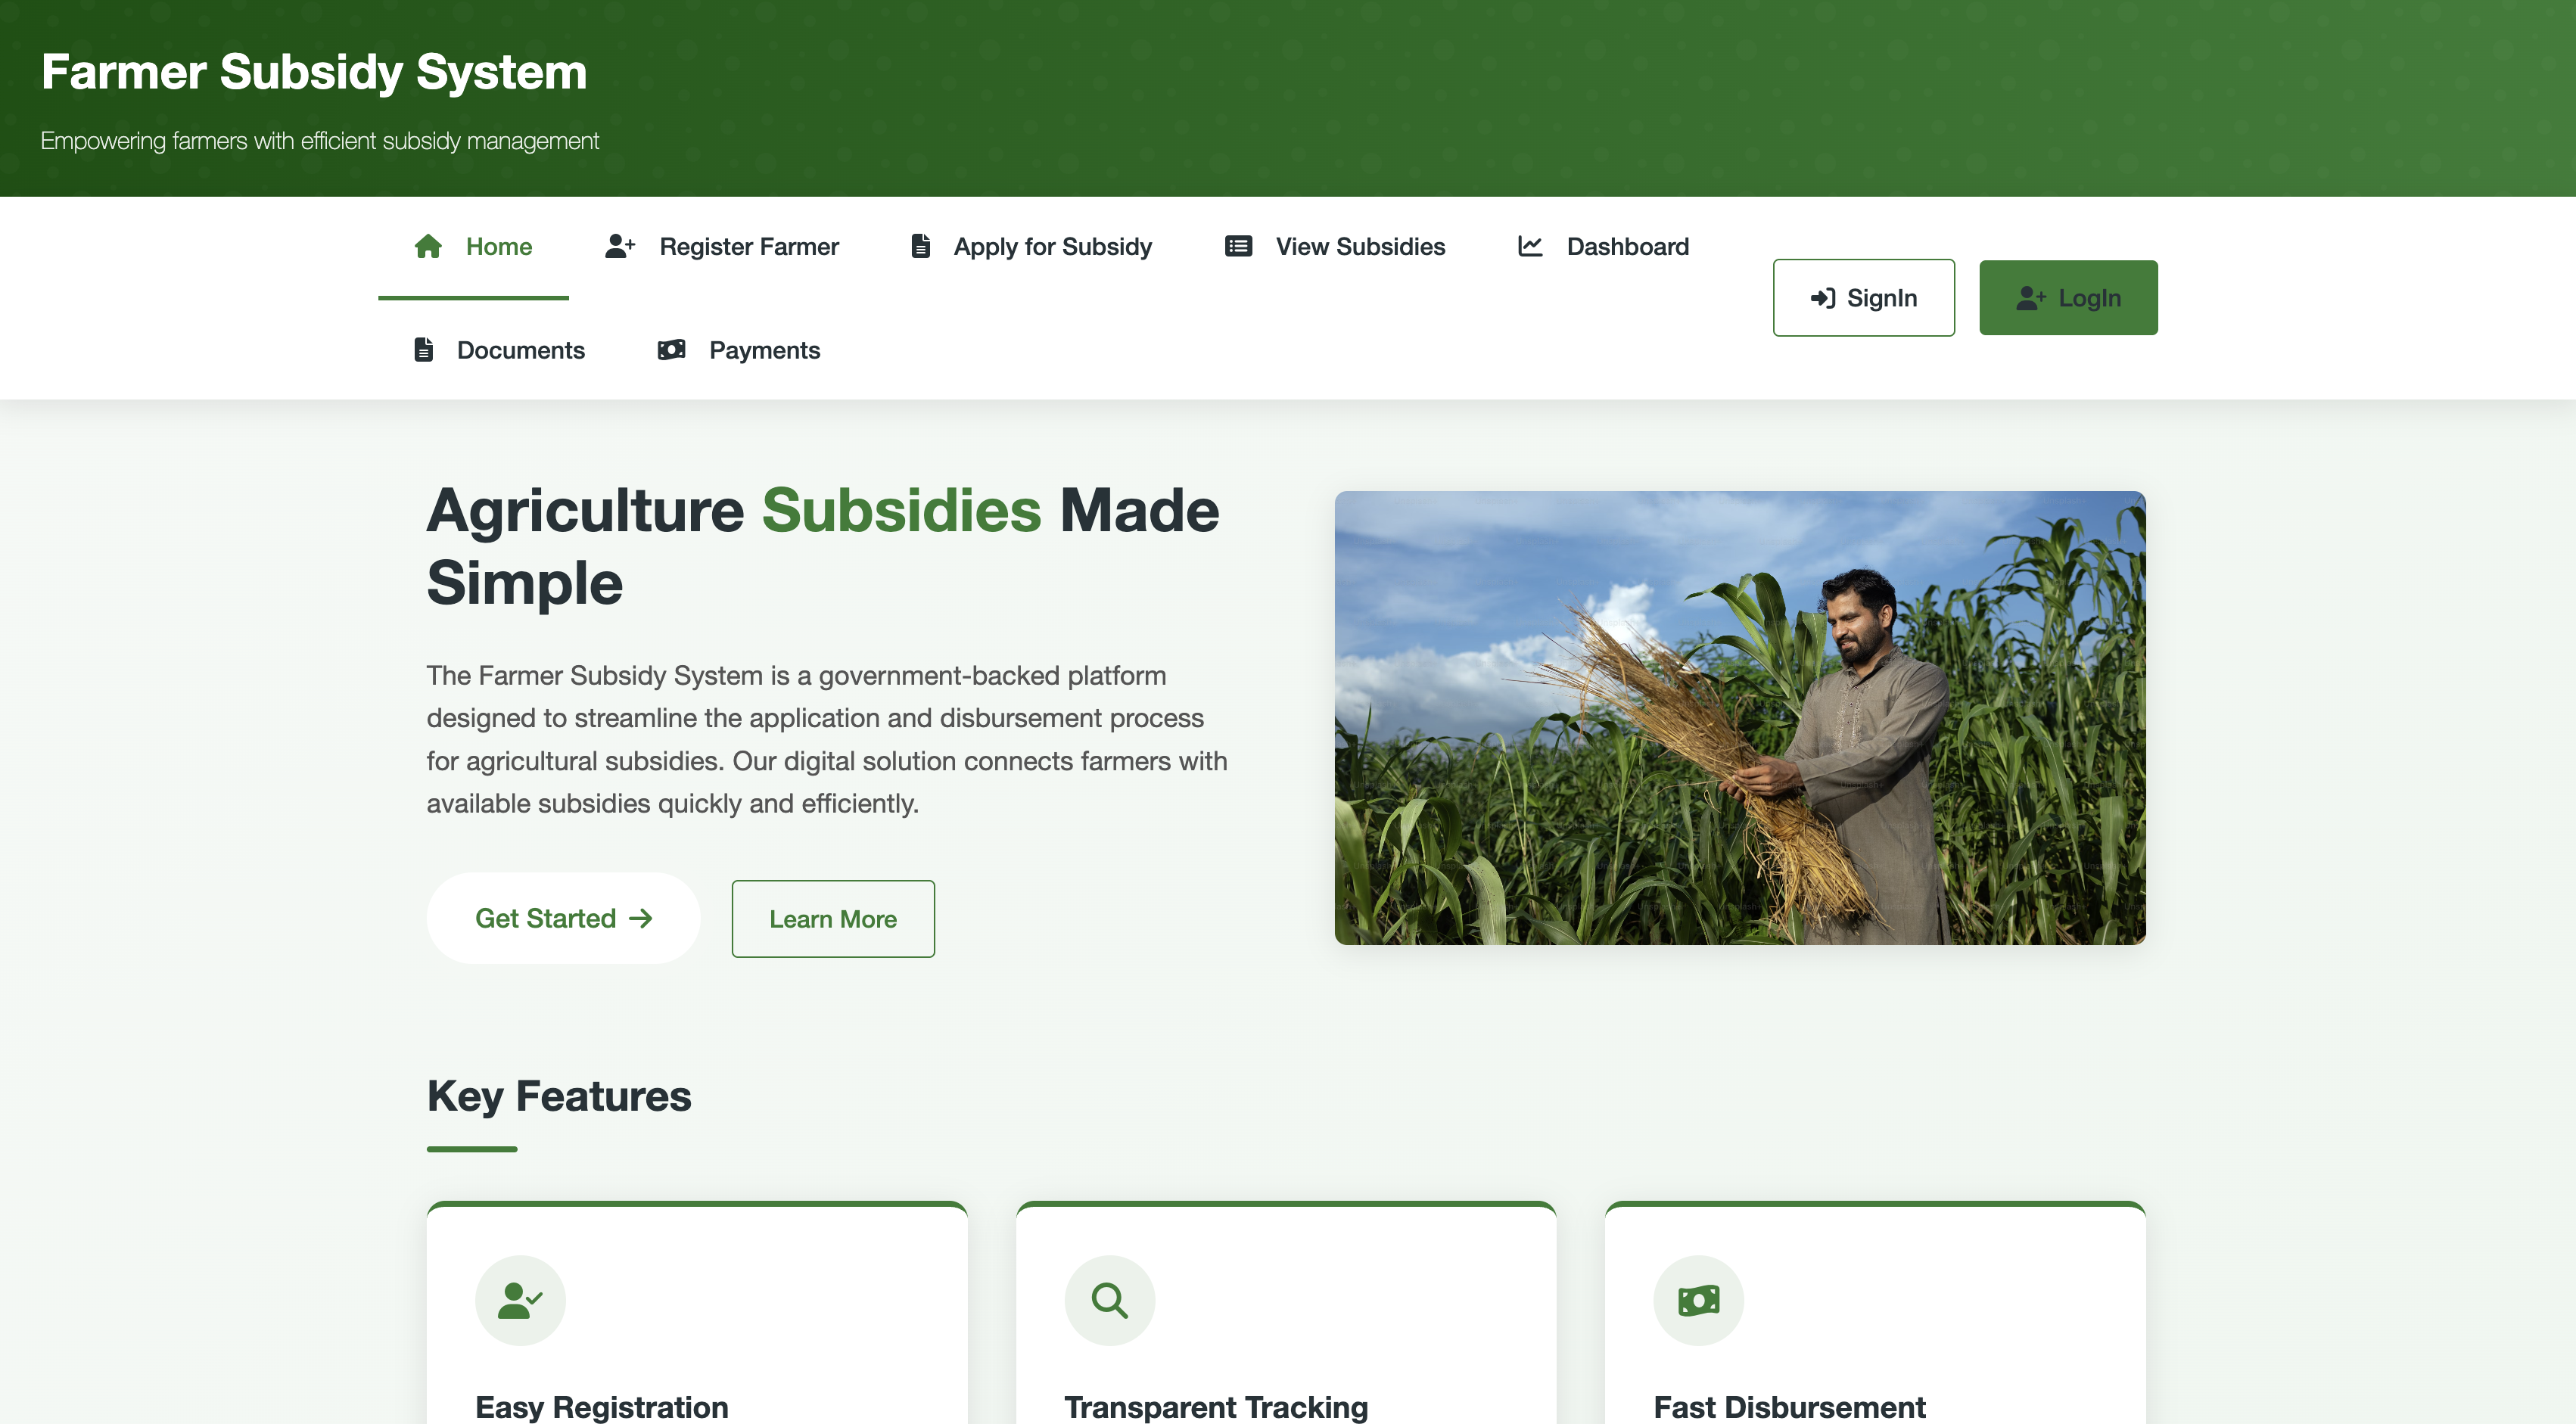 Farmer Subsidy System
Empowering farmers with efficient subsidy management
Home Register Farmer Apply for Subsidy View Subsidies Dashboard
SignIn LogIn
Documents Payments
Agriculture Subsidies Made
Simple
The Farmer Subsidy System is a government-backed platform
designed to streamline the application and disbursement process
for agricultural subsidies. Our digital solution connects farmers with
available subsidies quickly and efficiently.
Get Started Learn More
Key Features
Easy Registration Transparent Tracking Fast Disbursement